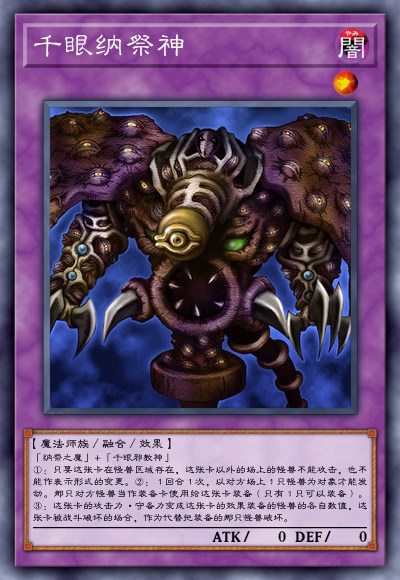 千眼纳祭神
やみ
闇
【魔法师族／融合／效果】
「纳祭之魔」+「千眼邪教神」
①：只要这张卡在怪兽区域存在，这张卡以外的场上的怪兽不能攻击，也不
能作表示形式的变更。②：1回合1次，以对方场上1只怪兽为对象才能发
动。那只对方怪兽当作装备卡使用给这张卡装备（只有1只可以装备）。
③：这张卡的攻击力·守备力变成这张卡的效果装备的怪兽的各自数值，这张
卡被战斗破坏的场合，作为代替把装备的那只怪兽破坏。
ATK/ 0 DEF/ 0